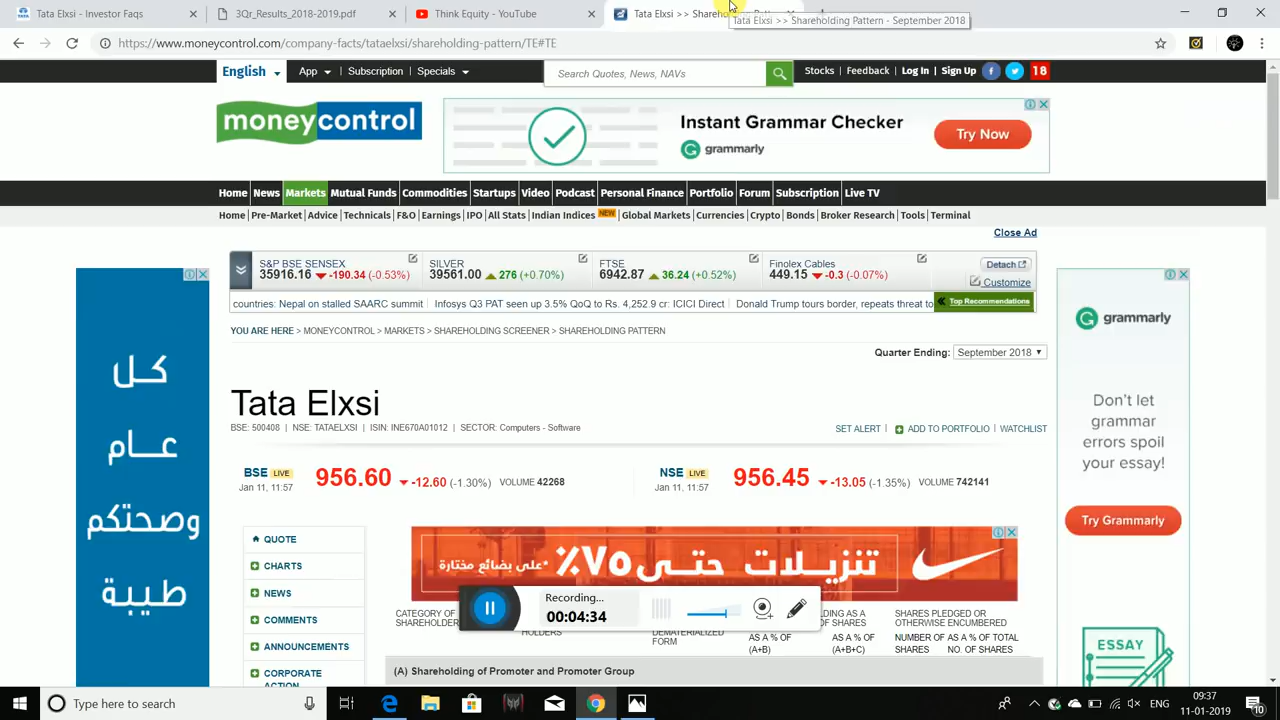 Tata Elxsi - Investor Faqs
3Qr_Results_2018-2019.pdf
Think Equity - YouTube
Tata Elxsi >> Shareholding
Tata Elxsi >> Shareholding Pattern - September 2018
https://www.moneycontrol.com/company-facts/tataelxsi/shareholding-pattern/TE#TE
English App Subscription Specials
Search Quotes, News, NAVs
Stocks Feedback Log In Sign Up 18
moneycontrol
Instant Grammar Checker
grammarly
Try Now
Home News Markets Mutual Funds Commodities Startups Video Podcast Personal Finance Portfolio Forum Subscription Live TV
Home Pre-Market Advice Technicals F&O Earnings IPO All Stats Indian Indices NEW Global Markets Currencies Crypto Bonds Broker Research Tools Terminal
Close Ad
S&P BSE SENSEX
35916.16 -190.34 (-0.53%)
SILVER
39561.00 276 (+0.70%)
FTSE
6942.87 36.24 (+0.52%)
Finolex Cables
449.15 -0.3 (-0.07%)
Detach
Customize
countries: Nepal on stalled SAARC summit Infosys Q3 PAT seen up 3.5% QoQ to Rs. 4,252.9 cr: ICICI Direct Donald Trump tours border, repeats threat to
Top Recommendations
YOU ARE HERE > MONEYCONTROL > MARKETS > SHAREHOLDING SCREENER > SHAREHOLDING PATTERN
Quarter Ending: September 2018
Tata Elxsi
BSE: 500408 | NSE: TATAELXSI | ISIN: INE670A01012 | SECTOR: Computers - Software
SET ALERT ADD TO PORTFOLIO WATCHLIST
BSE LIVE
Jan 11, 11:57
956.60 -12.60 (-1.30%) VOLUME 42268
NSE LIVE
Jan 11, 11:57
956.45 -13.05 (-1.35%) VOLUME 742141
QUOTE
CHARTS
NEWS
COMMENTS
ANNOUNCEMENTS
CORPORATE
ACTION
تنزيلات حتى ٧٥٪
*على بضائع مختارة
Recording...
00:04:34
CATEGORY OF
SHAREHOLDER
HOLDERS
DEMATERIALIZED
FORM
HOLDING AS A
OF SHARES
AS A % OF
(A+B)
AS A % OF
(A+B+C)
SHARES PLEDGED OR
OTHERWISE ENCUMBERED
NUMBER OF
SHARES
AS A % OF TOTAL
NO. OF SHARES
(A) Shareholding of Promoter and Promoter Group
كل
عام
وصحتكم
طيبة
grammarly
Don't let
grammar
errors spoil
your essay!
Try Grammarly
ESSAY
Type here to search
ENG
09:37
11-01-2019
10